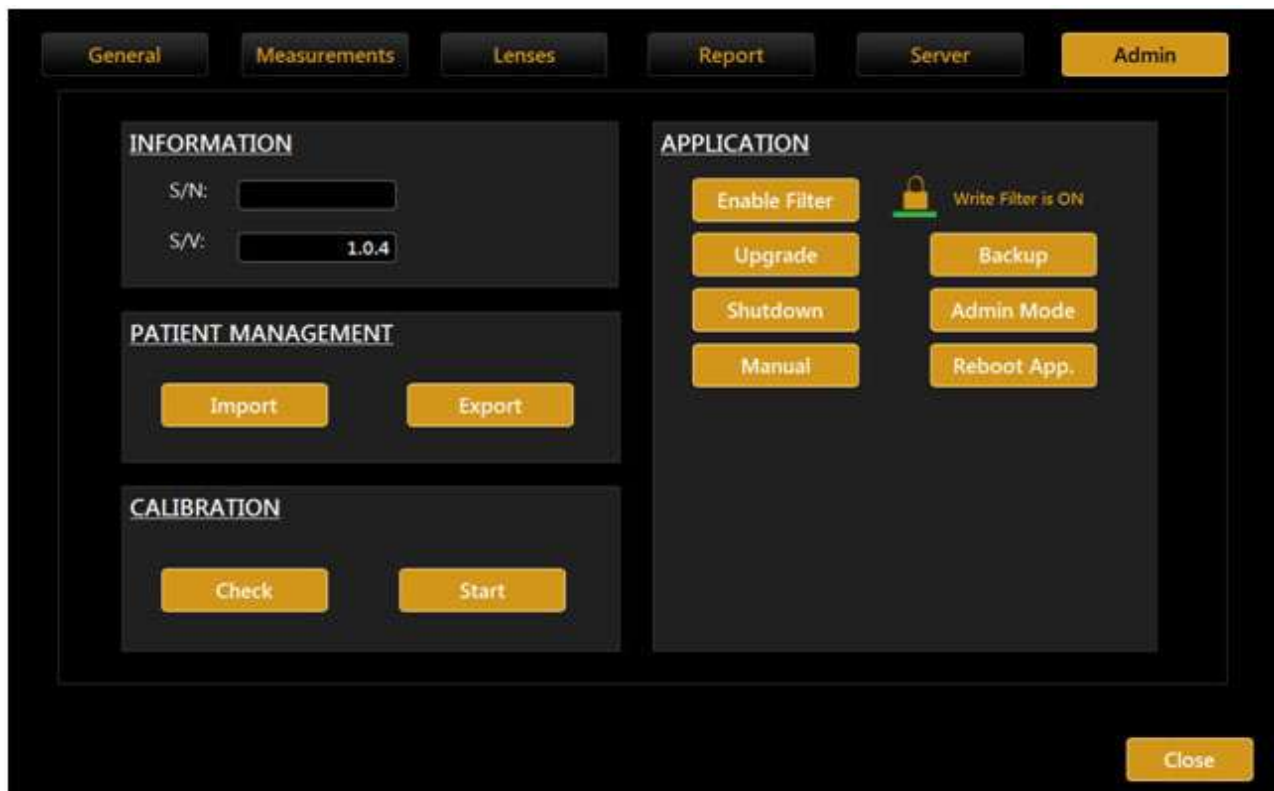 General Measurements Lenses Report Server Admin
INFORMATION
S/N:
S/V: 1.0.4
PATIENT MANAGEMENT
Import Export
CALIBRATION
Check Start
APPLICATION
Enable Filter Write Filter is ON
Upgrade Backup
Shutdown Admin Mode
Manual Reboot App.
Close